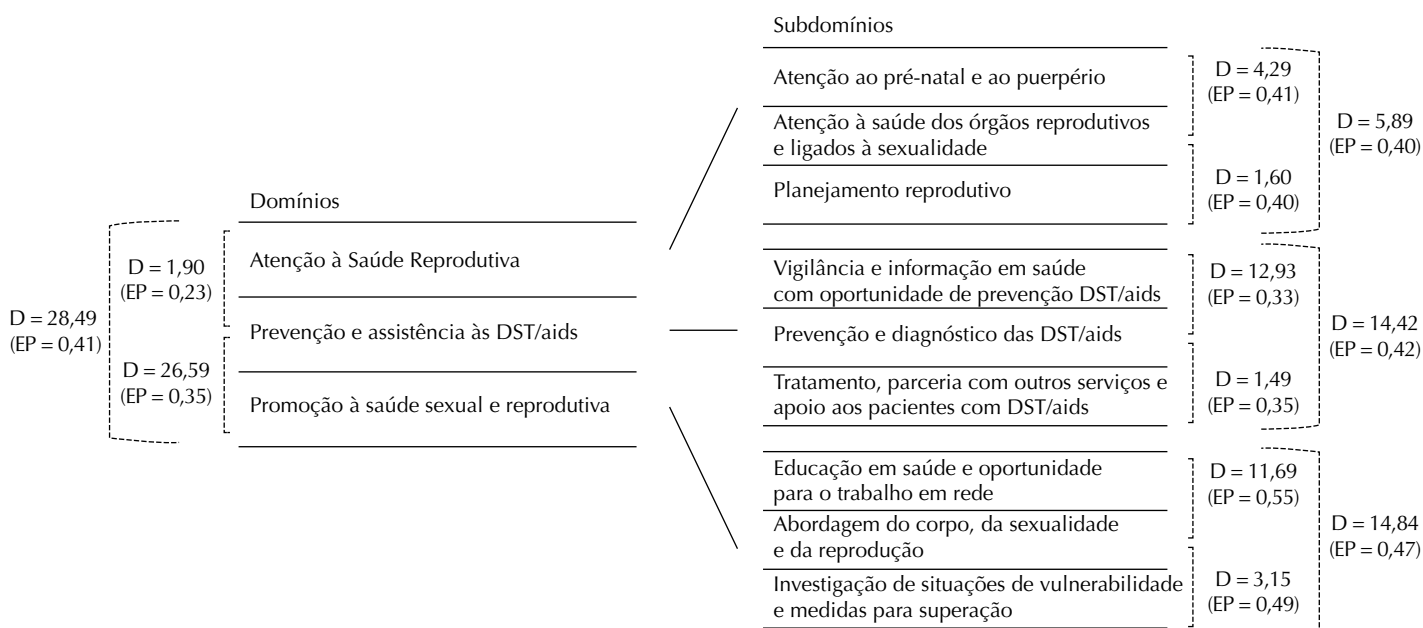 Domínios
D = 28,49
(EP = 0,41)
D = 1,90
(EP = 0,23)
D = 26,59
(EP = 0,35)
Atenção à Saúde Reprodutiva
Prevenção e assistência às DST/aids
Promoção à saúde sexual e reprodutiva
Subdomínios
Atenção ao pré-natal e ao puerpério
Atenção à saúde dos órgãos reprodutivos
e ligados à sexualidade
Planejamento reprodutivo
D = 4,29
(EP = 0,41)
D = 1,60
(EP = 0,40)
D = 5,89
(EP = 0,40)
Vigilância e informação em saúde
com oportunidade de prevenção DST/aids
Prevenção e diagnóstico das DST/aids
Tratamento, parceria com outros serviços e
apoio aos pacientes com DST/aids
D = 12,93
(EP = 0,33)
D = 1,49
(EP = 0,35)
D = 14,42
(EP = 0,42)
Educação em saúde e oportunidade
para o trabalho em rede
Abordagem do corpo, da sexualidade
e da reprodução
Investigação de situações de vulnerabilidade
e medidas para superação
D = 11,69
(EP = 0,55)
D = 3,15
(EP = 0,49)
D = 14,84
(EP = 0,47)